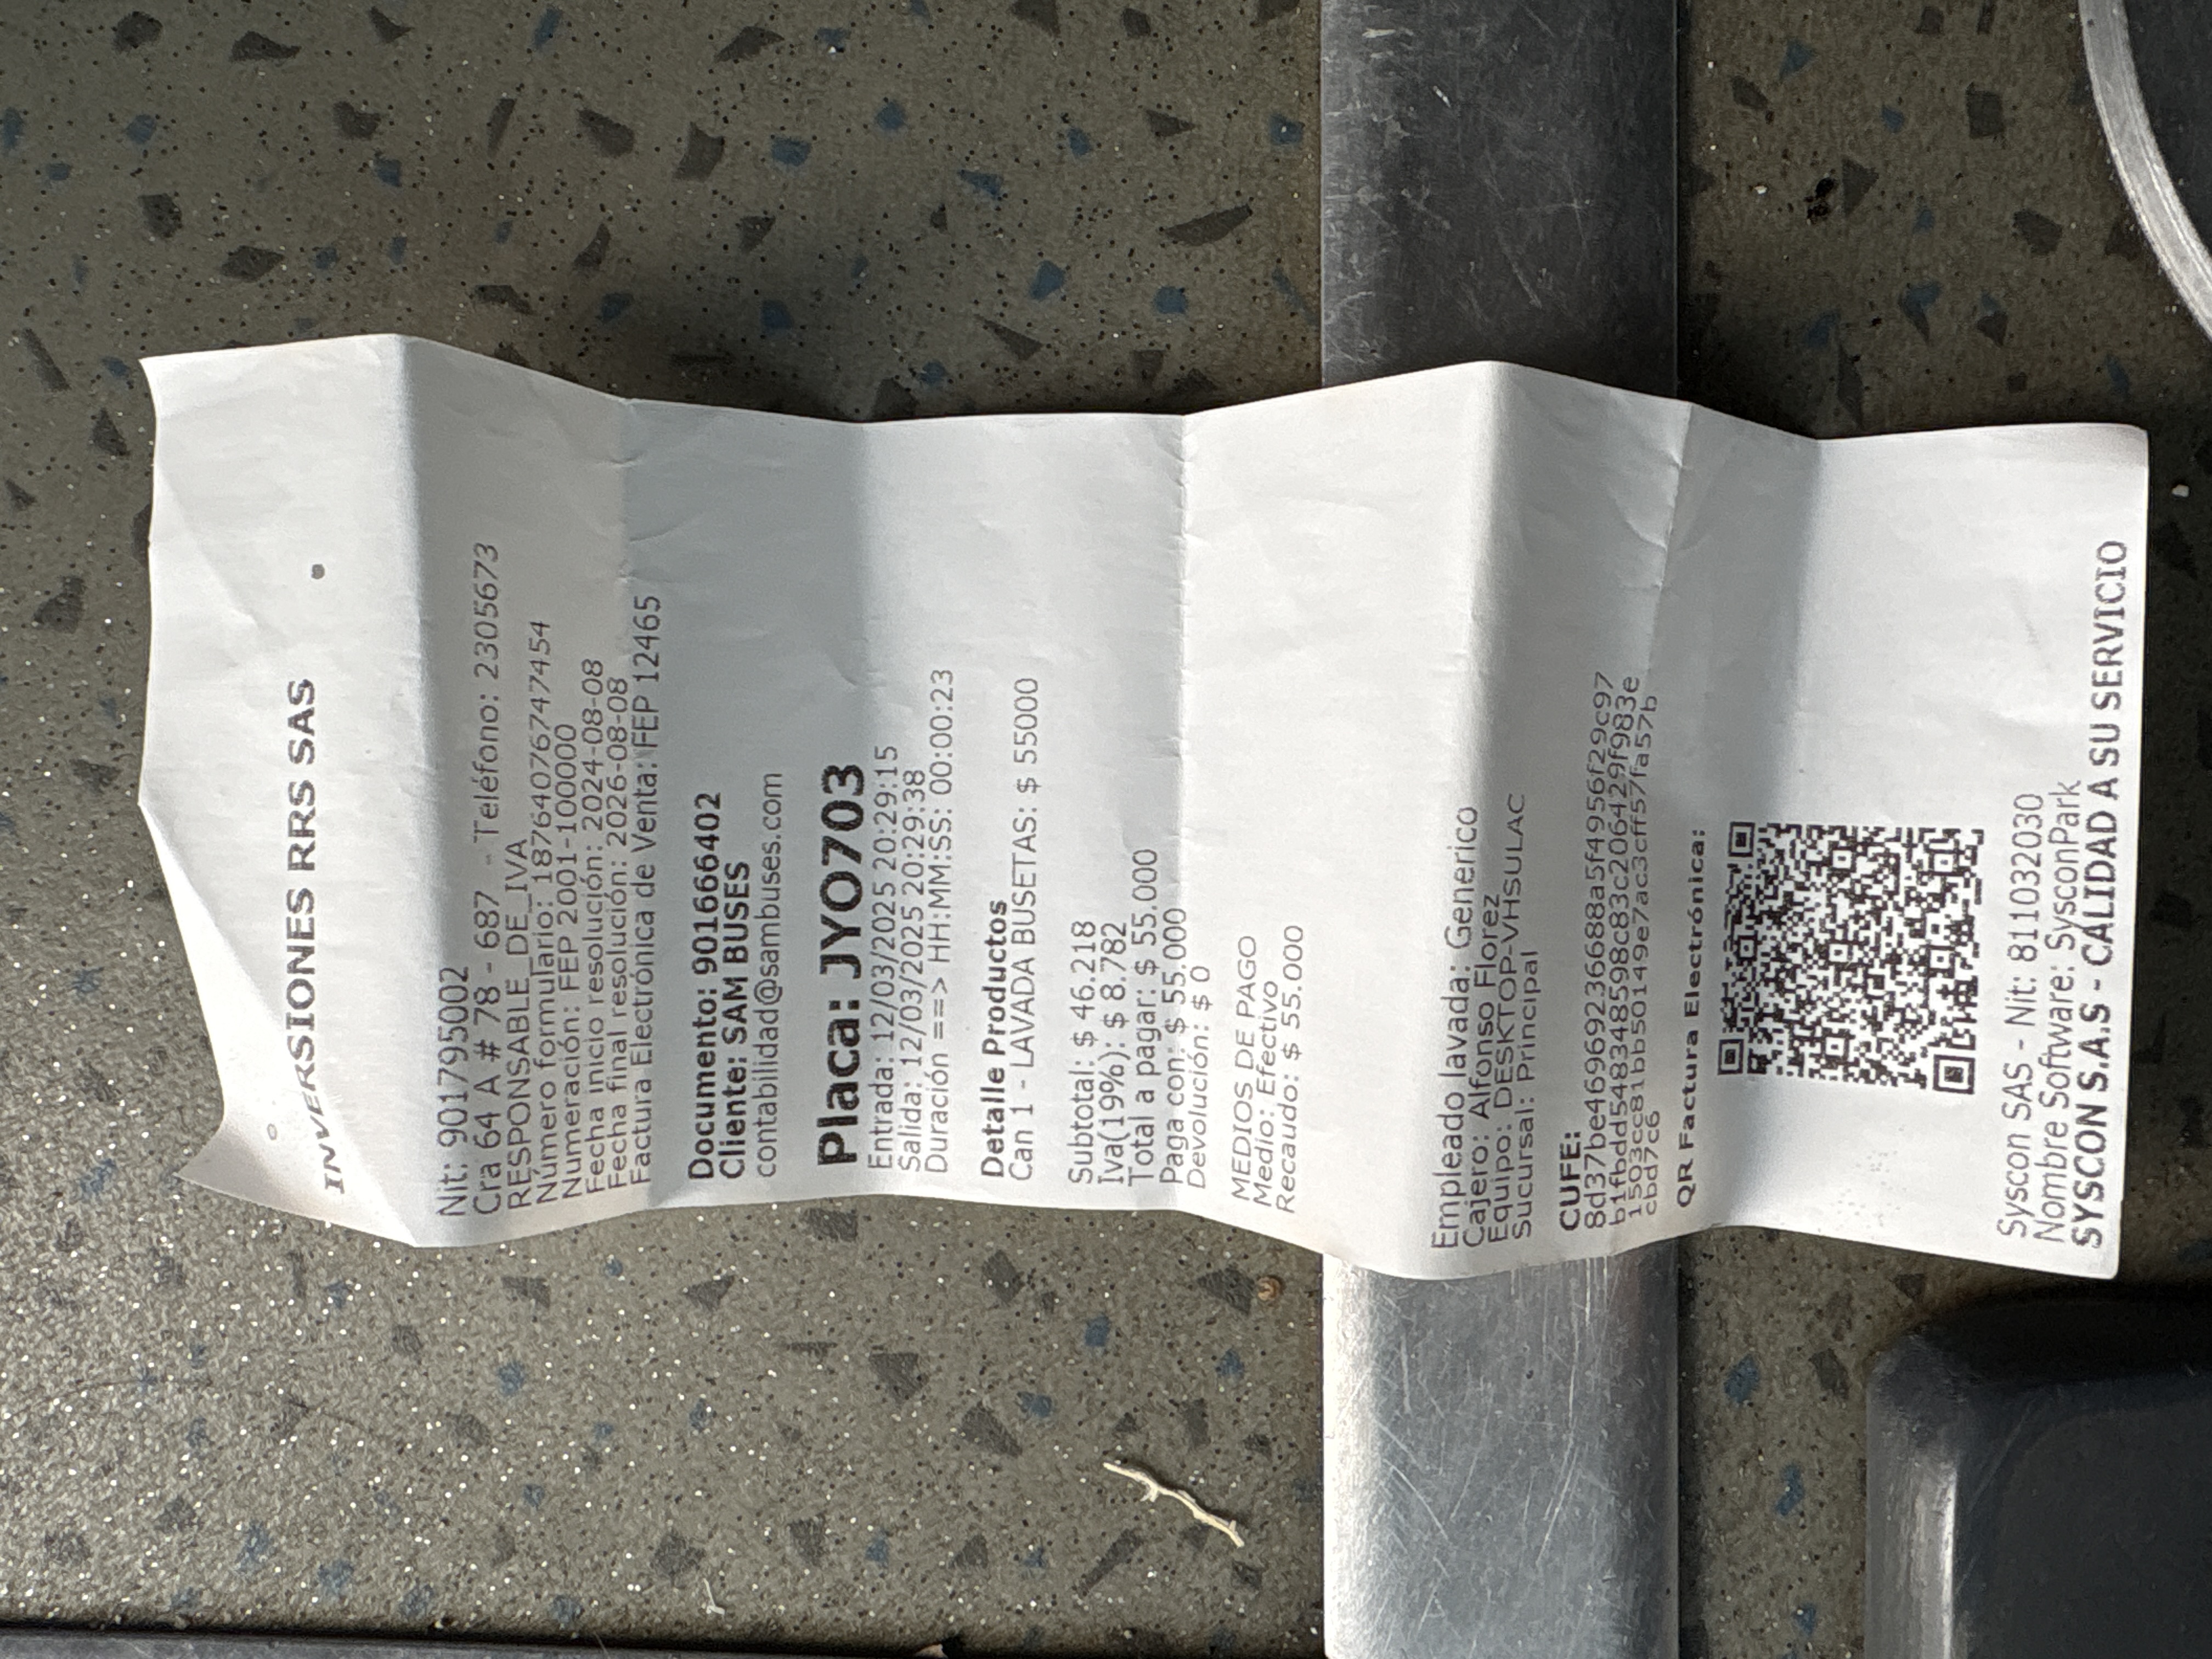 INVERSIONES RRS SAS
Nit: 901795002
Cra 64 A # 78 - 687 - Teléfono: 2305673
RESPONSABLE_DE_IVA
Número formulario: 18764076747454
Numeración: FEP 2001-100000
Fecha inicio resolución: 2024-08-08
Fecha final resolución: 2026-08-08
Factura Electrónica de Venta: FEP 12465
Documento: 901666402
Cliente: SAM BUSES
contabilidad@sambuses.com
Placa: JYO703
Entrada: 12/03/2025 20:29:15
Salida: 12/03/2025 20:29:38
Duración ==> HH:MM:SS: 00:00:23
Detalle Productos
Can 1 - LAVADA BUSETAS: $ 55000
Subtotal: $ 46.218
Iva(19%): $ 8.782
Total a pagar: $ 55.000
Paga con: $ 55.000
Devolución: $ 0
MEDIOS DE PAGO
Medio: Efectivo
Recaudo: $ 55.000
Empleado lavada: Generico
Cajero: Alfonso Florez
Equipo: DESKTOP-VHSULAC
Sucursal: Principal
CUFE:
8d37be46969236688a5f4956f29c97
b1fbdd548348598c83c206429f983e
1503cc81bb50149e7ac3cff57fa57b
cbd7c6
QR Factura Electrónica:
Syscon SAS - Nit: 811032030
Nombre Software: SysconPark
SYSCON S.A.S - CALIDAD A SU SERVICIO